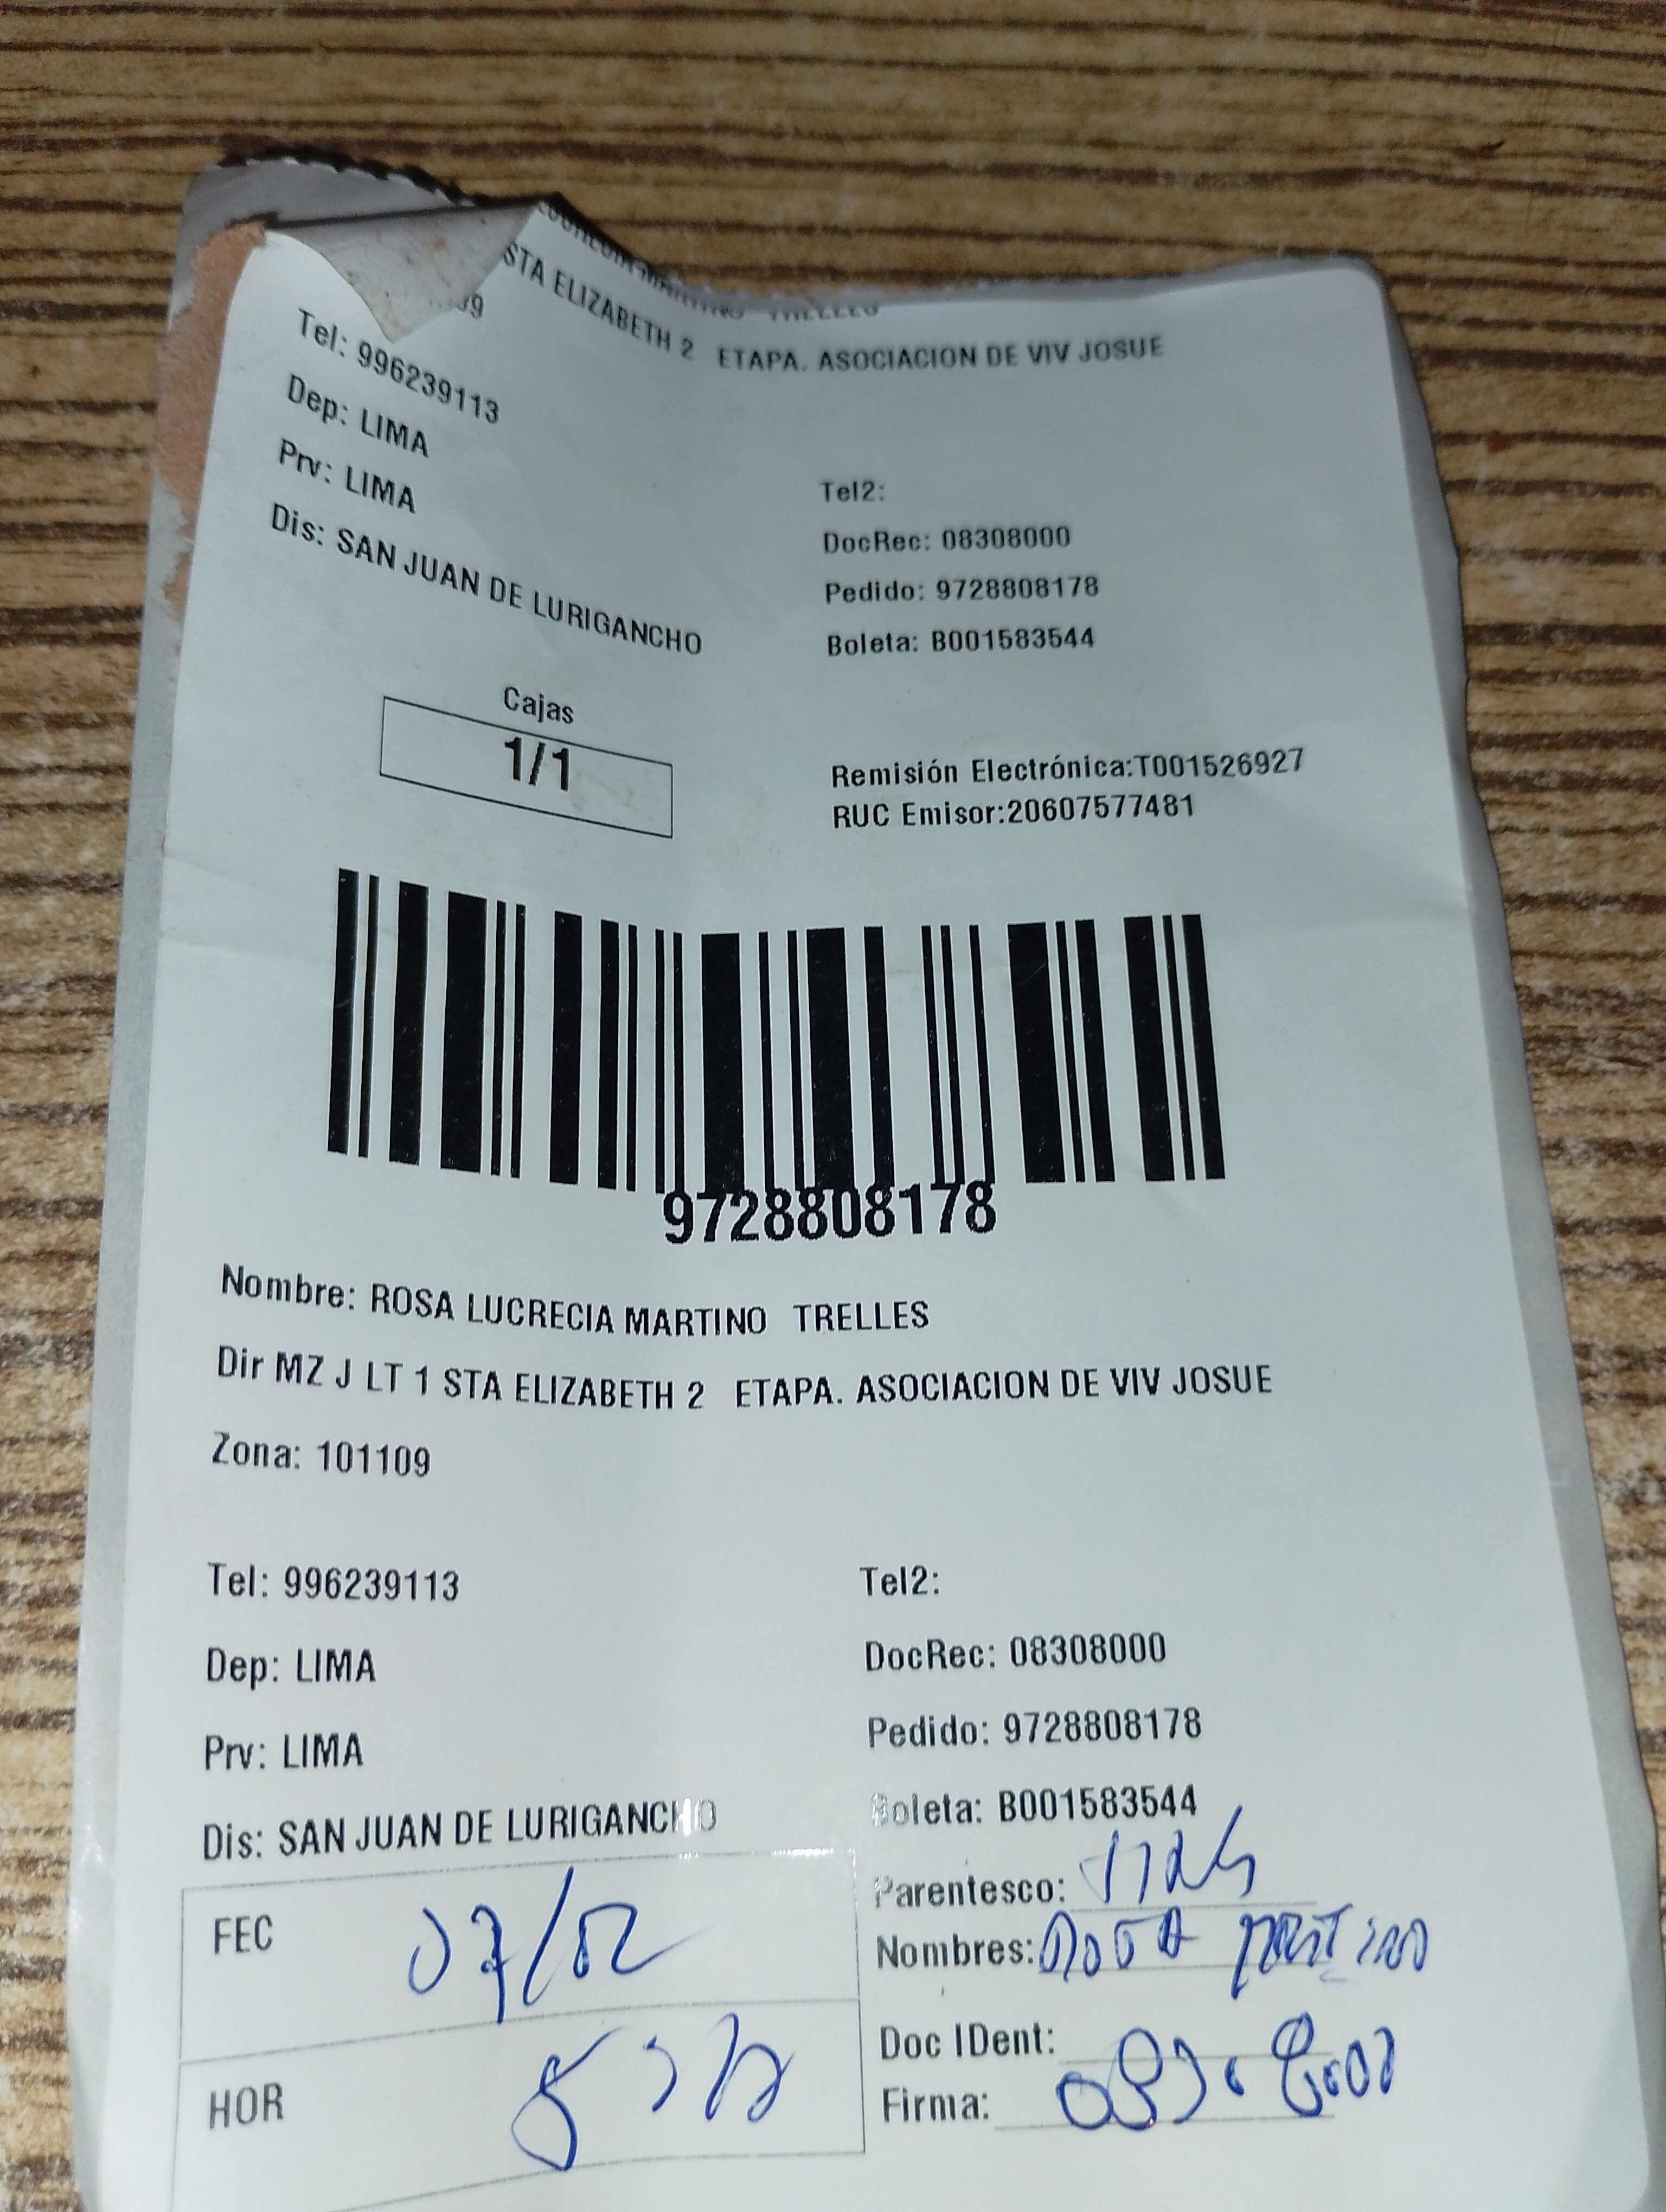 STA ELIZABETH 2 ETAPA. ASOCIACION DE VIV JOSUE
Tel: 996239113
Dep: LIMA
Prv: LIMA
Dis: SAN JUAN DE LURIGANCHO
Tel2:
DocRec: 08308000
Pedido: 9728808178
Boleta: B001583544
Cajas
1/1
Remisión Electrónica:T001526927
RUC Emisor:20607577481
9728808178
Nombre: ROSA LUCRECIA MARTINO TRELLES
Dir MZ J LT 1 STA ELIZABETH 2 ETAPA. ASOCIACION DE VIV JOSUE
Zona: 101109
Tel: 996239113
Dep: LIMA
Prv: LIMA
Dis: SAN JUAN DE LURIGANCHO
Tel2:
DocRec: 08308000
Pedido: 9728808178
Boleta: B001583544
FEC 07/02
HOR
Parentesco:
Nombres: ROSA MARTINO
Doc IDent:
Firma: 08308000